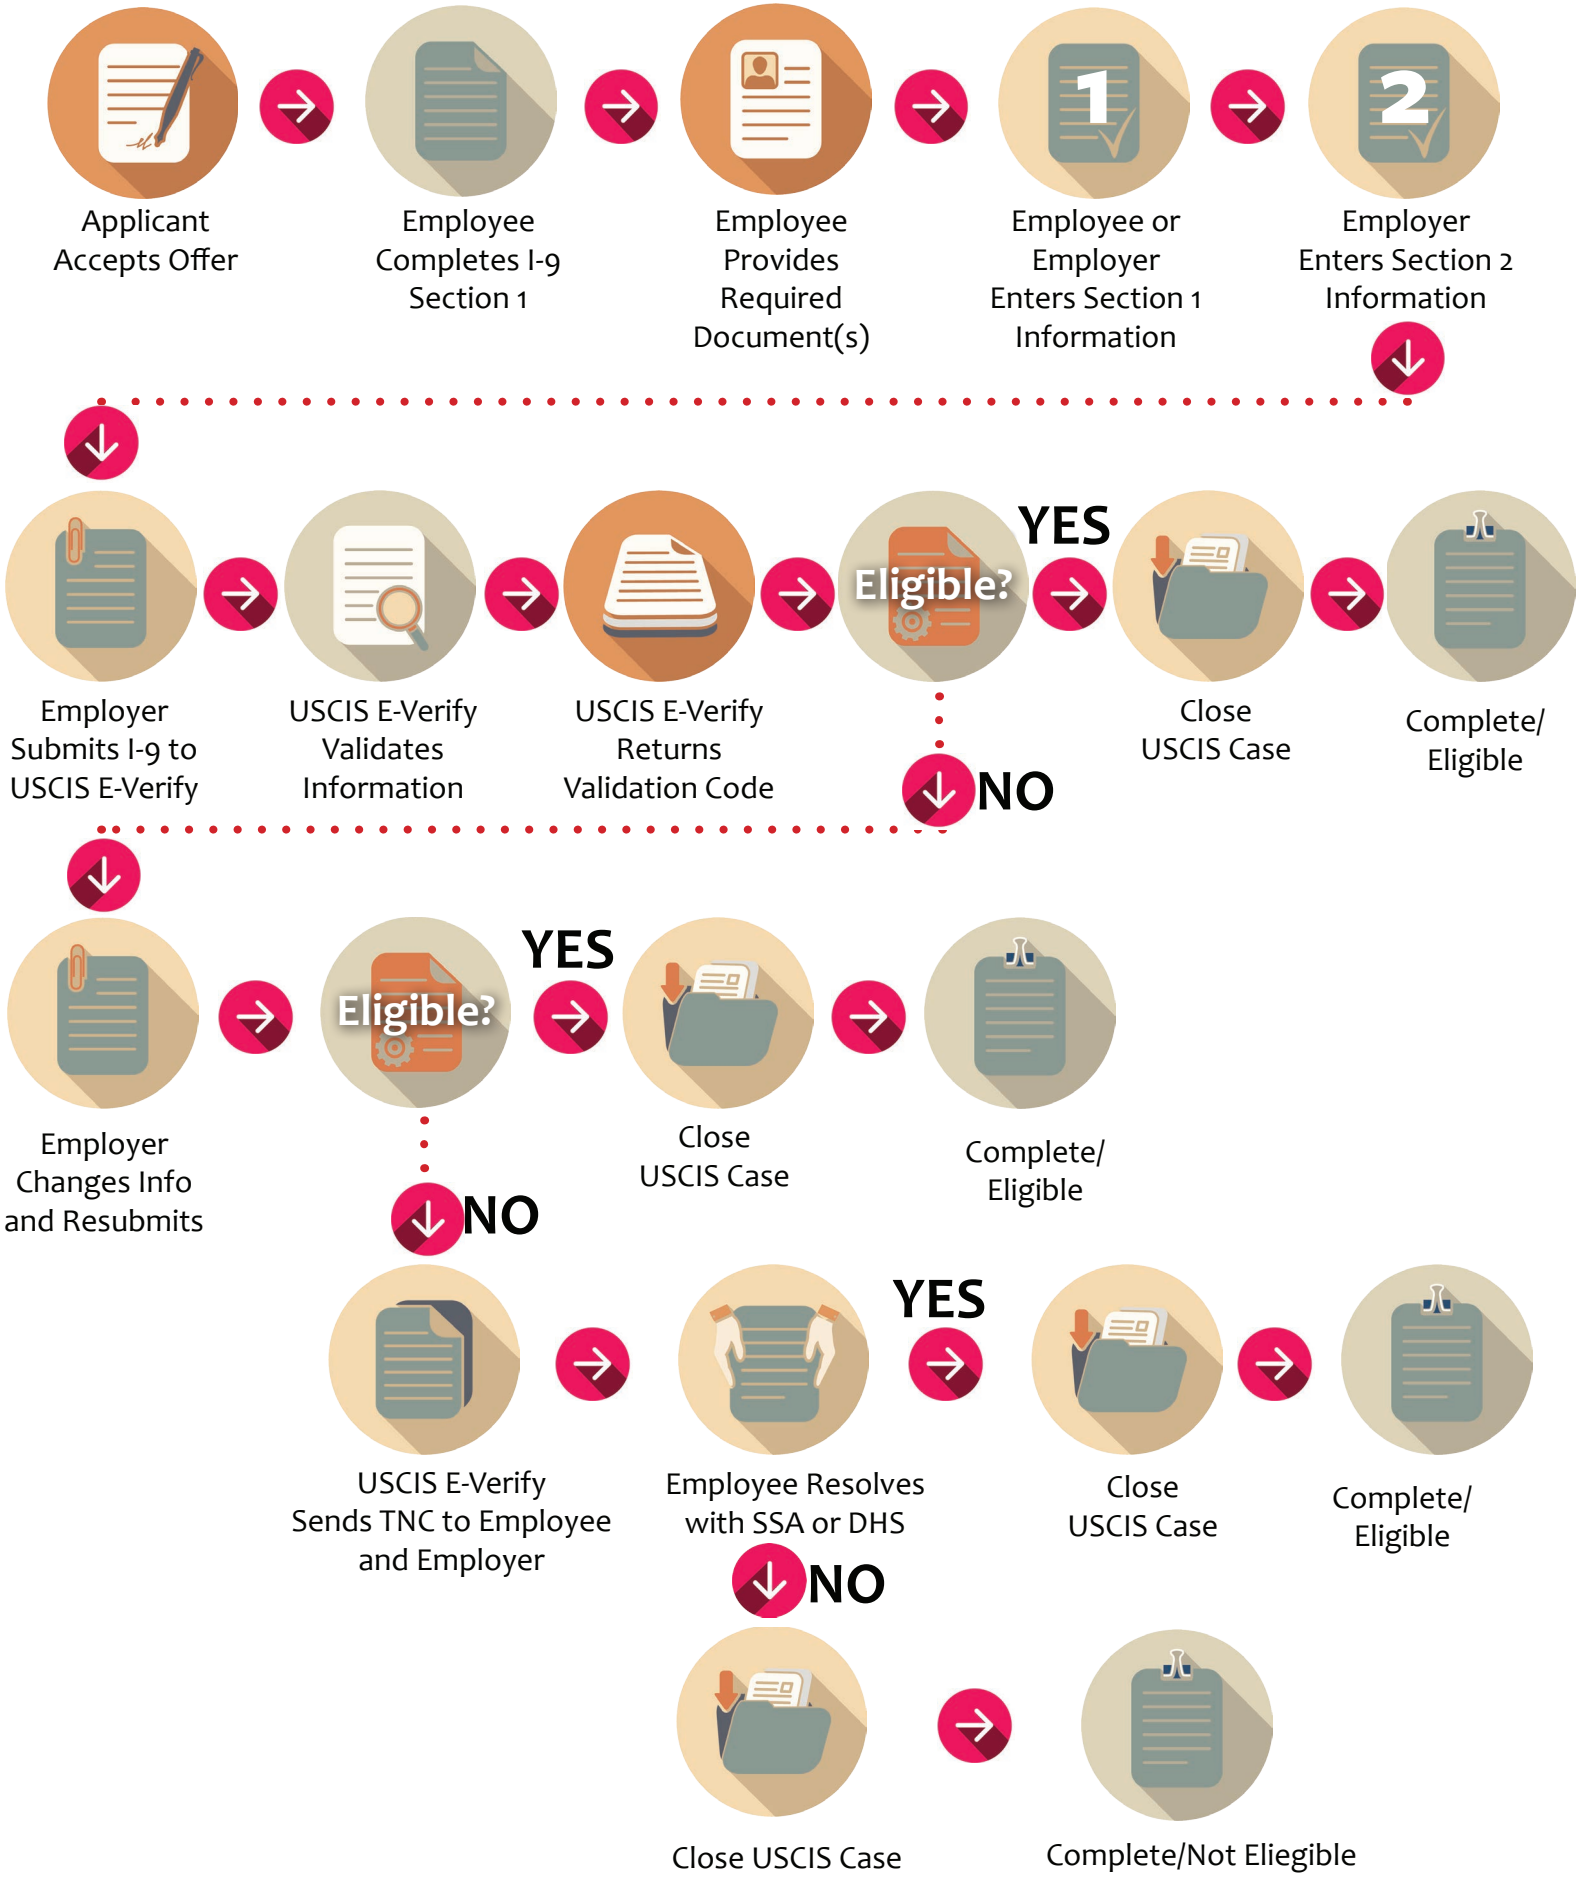 1
2
Applicant
Accepts Offer
Employee
Completes I-9
Section 1
Employee
Provides
Required
Document(s)
Employee or
Employer
Enters Section 1
Information
Employer
Enters Section 2
Information
Eligible?
YES
Employer
Submits I-9 to
USCIS E-Verify
USCIS E-Verify
Validates
Information
USCIS E-Verify
Returns
Validation Code
Close
USCIS Case
Complete/
Eligible
NO
Eligible?
YES
Employer
Changes Info
and Resubmits
Close
USCIS Case
Complete/
Eligible
NO
YES
USCIS E-Verify
Sends TNC to Employee
and Employer
Employee Resolves
with SSA or DHS
Close
USCIS Case
Complete/
Eligible
NO
Close USCIS Case
Complete/Not Eliegible